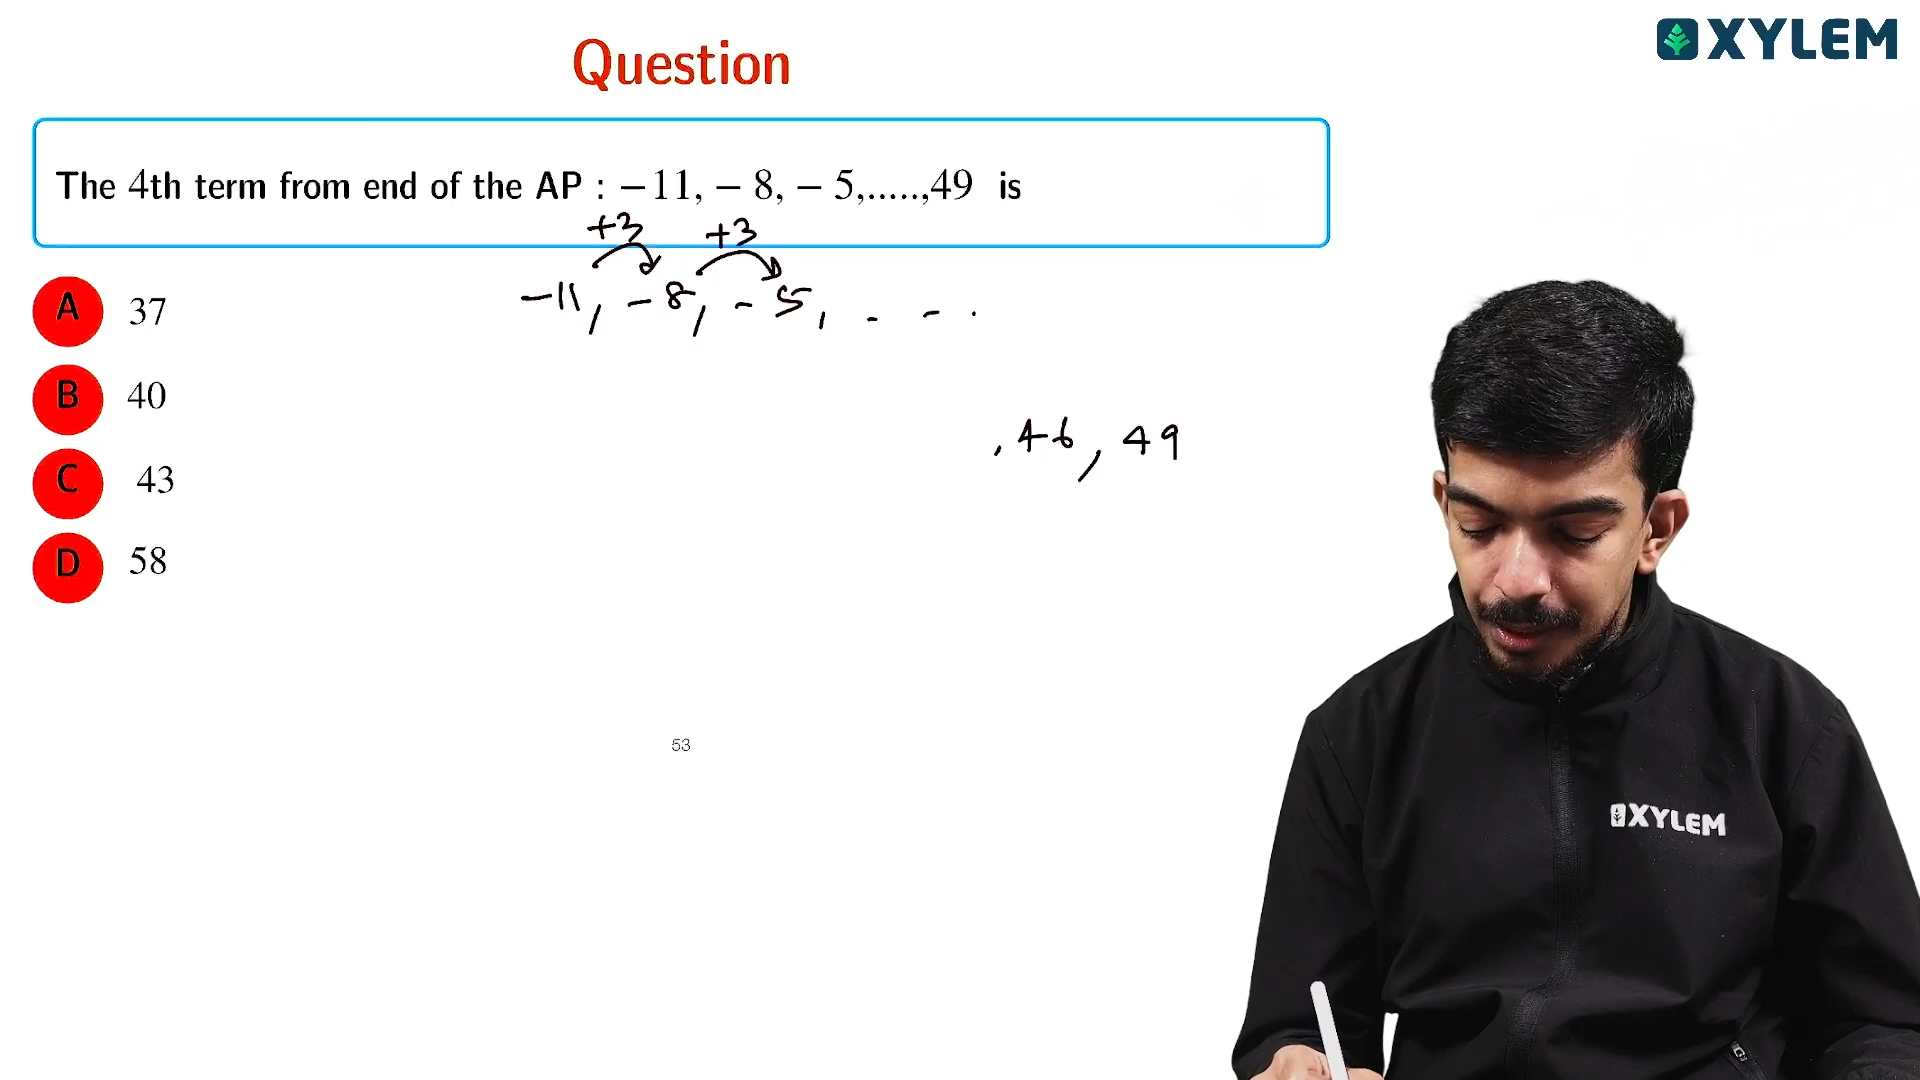 XYLEM
Question
The 4th term from end of the AP : −11, − 8, − 5,.....,49 is
+3 +3
−11, − 8, − 5, . - - .
A 37
B 40
, 46, 49
C 43
D 58
53
XYLEM